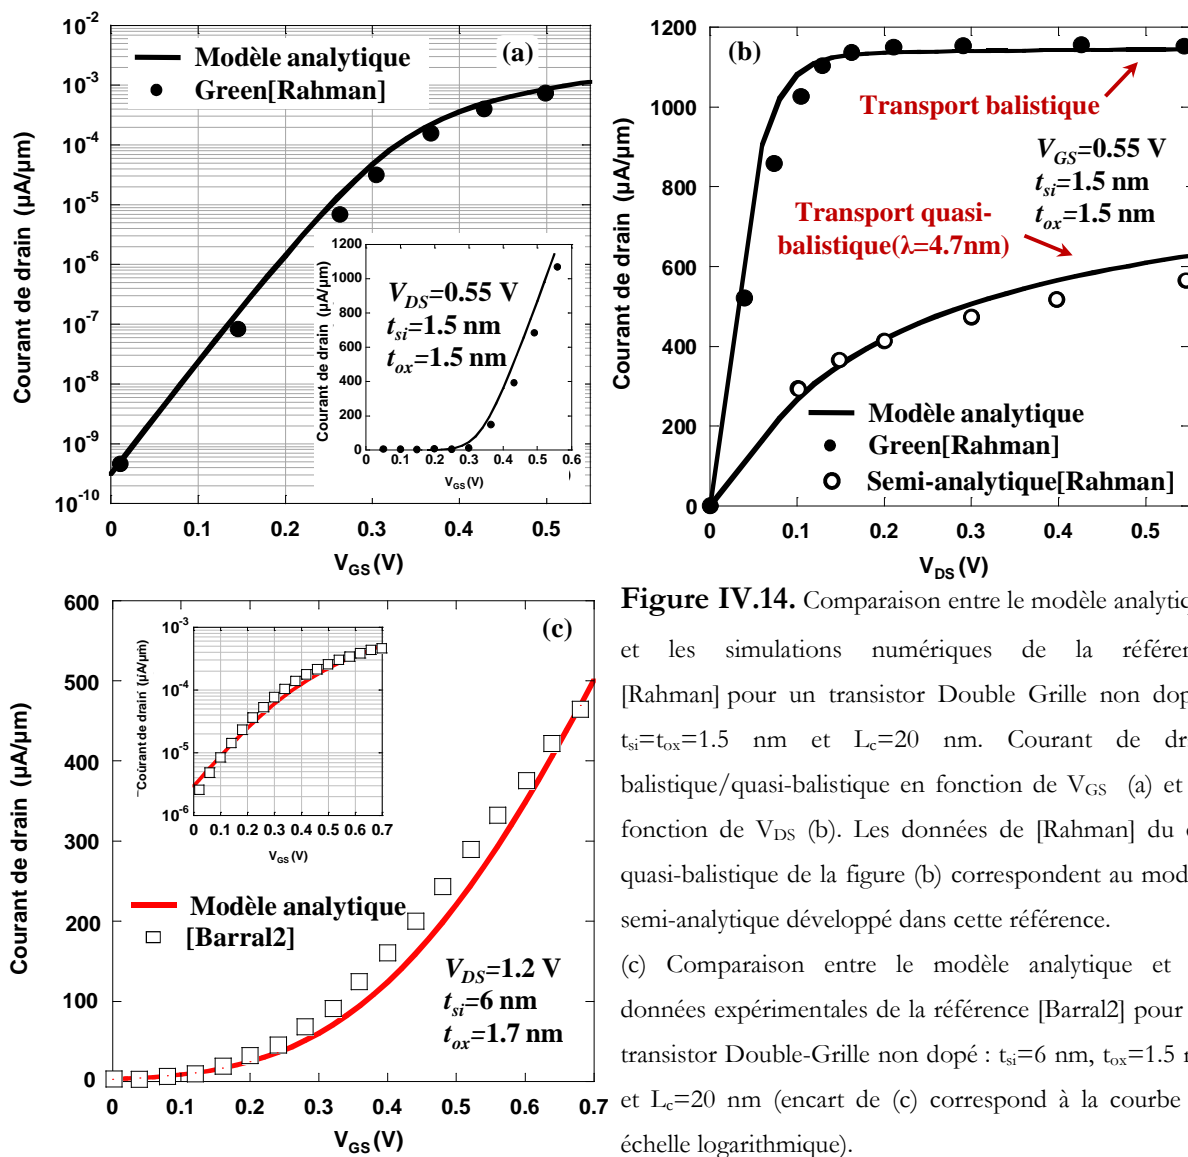 10⁻²
10⁻³
10⁻⁴
10⁻⁵
10⁻⁶
10⁻⁷
10⁻⁸
10⁻⁹
10⁻¹⁰
Courant de drain (µA/µm)
Modèle analytique
Green[Rahman]
(a)
1200
1000
800
600
400
200
0
Courant de drain (µA/µm)
V_DS=0.55 V
t_si=1.5 nm
t_ox=1.5 nm
0 0.1 0.2 0.3 0.4 0.5 0.6
V_GS (V)
0 0.1 0.2 0.3 0.4 0.5
V_GS (V)
1200
1000
800
600
400
200
0
Courant de drain (µA/µm)
(b)
Transport balistique
V_GS=0.55 V
t_si=1.5 nm
t_ox=1.5 nm
Transport quasi-
balistique(λ=4.7nm)
Modèle analytique
Green[Rahman]
Semi-analytique[Rahman]
0 0.1 0.2 0.3 0.4 0.5
V_DS (V)
600
500
400
300
200
100
0
Courant de drain (µA/µm)
(c)
10⁻³
10⁻⁴
10⁻⁵
10⁻⁶
Courant de drain (µA/µm)
0 0.1 0.2 0.3 0.4 0.5 0.6 0.7
V_GS (V)
Modèle analytique
[Barral2]
V_DS=1.2 V
t_si=6 nm
t_ox=1.7 nm
0 0.1 0.2 0.3 0.4 0.5 0.6 0.7
V_GS (V)
Figure IV.14. Comparaison entre le modèle analytiq
et les simulations numériques de la référen
[Rahman] pour un transistor Double Grille non dop
t_si=t_ox=1.5 nm et L_c=20 nm. Courant de dr
balistique/quasi-balistique en fonction de V_GS (a) et
fonction de V_DS (b). Les données de [Rahman] du
quasi-balistique de la figure (b) correspondent au mod
semi-analytique développé dans cette référence.
(c) Comparaison entre le modèle analytique et
données expérimentales de la référence [Barral2] pour
transistor Double-Grille non dopé : t_si=6 nm, t_ox=1.5
et L_c=20 nm (encart de (c) correspond à la courbe
échelle logarithmique).